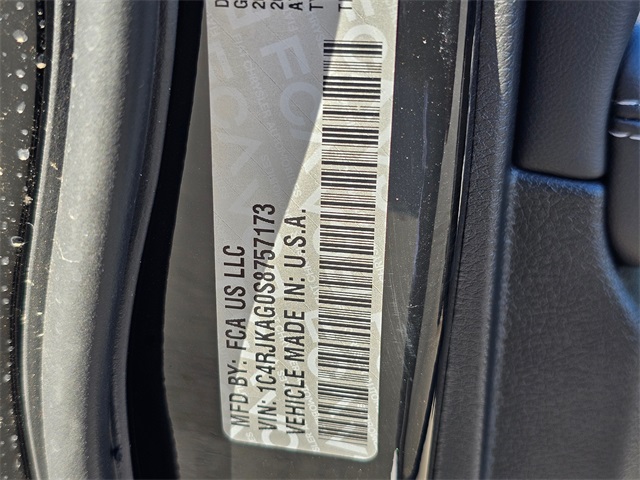 MFD BY: FCA US LLC
VIN: 1C4RJKAG0S8757173
VEHICLE MADE IN: U.S.A.